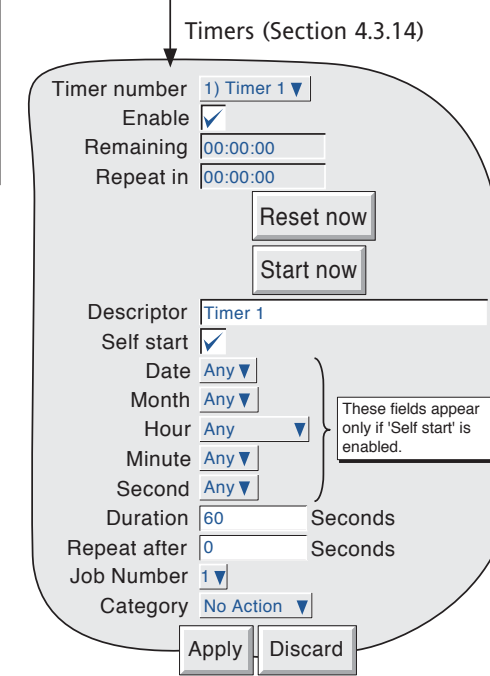 Timers (Section 4.3.14)
Timer number 1) Timer 1
Enable
Remaining 00:00:00
Repeat in 00:00:00
Reset now
Start now
Descriptor Timer 1
Self start
Date Any
Month Any
Hour Any
Minute Any
Second Any
These fields appear
only if 'Self start' is
enabled.
Duration 60 Seconds
Repeat after 0 Seconds
Job Number 1
Category No Action
Apply Discard